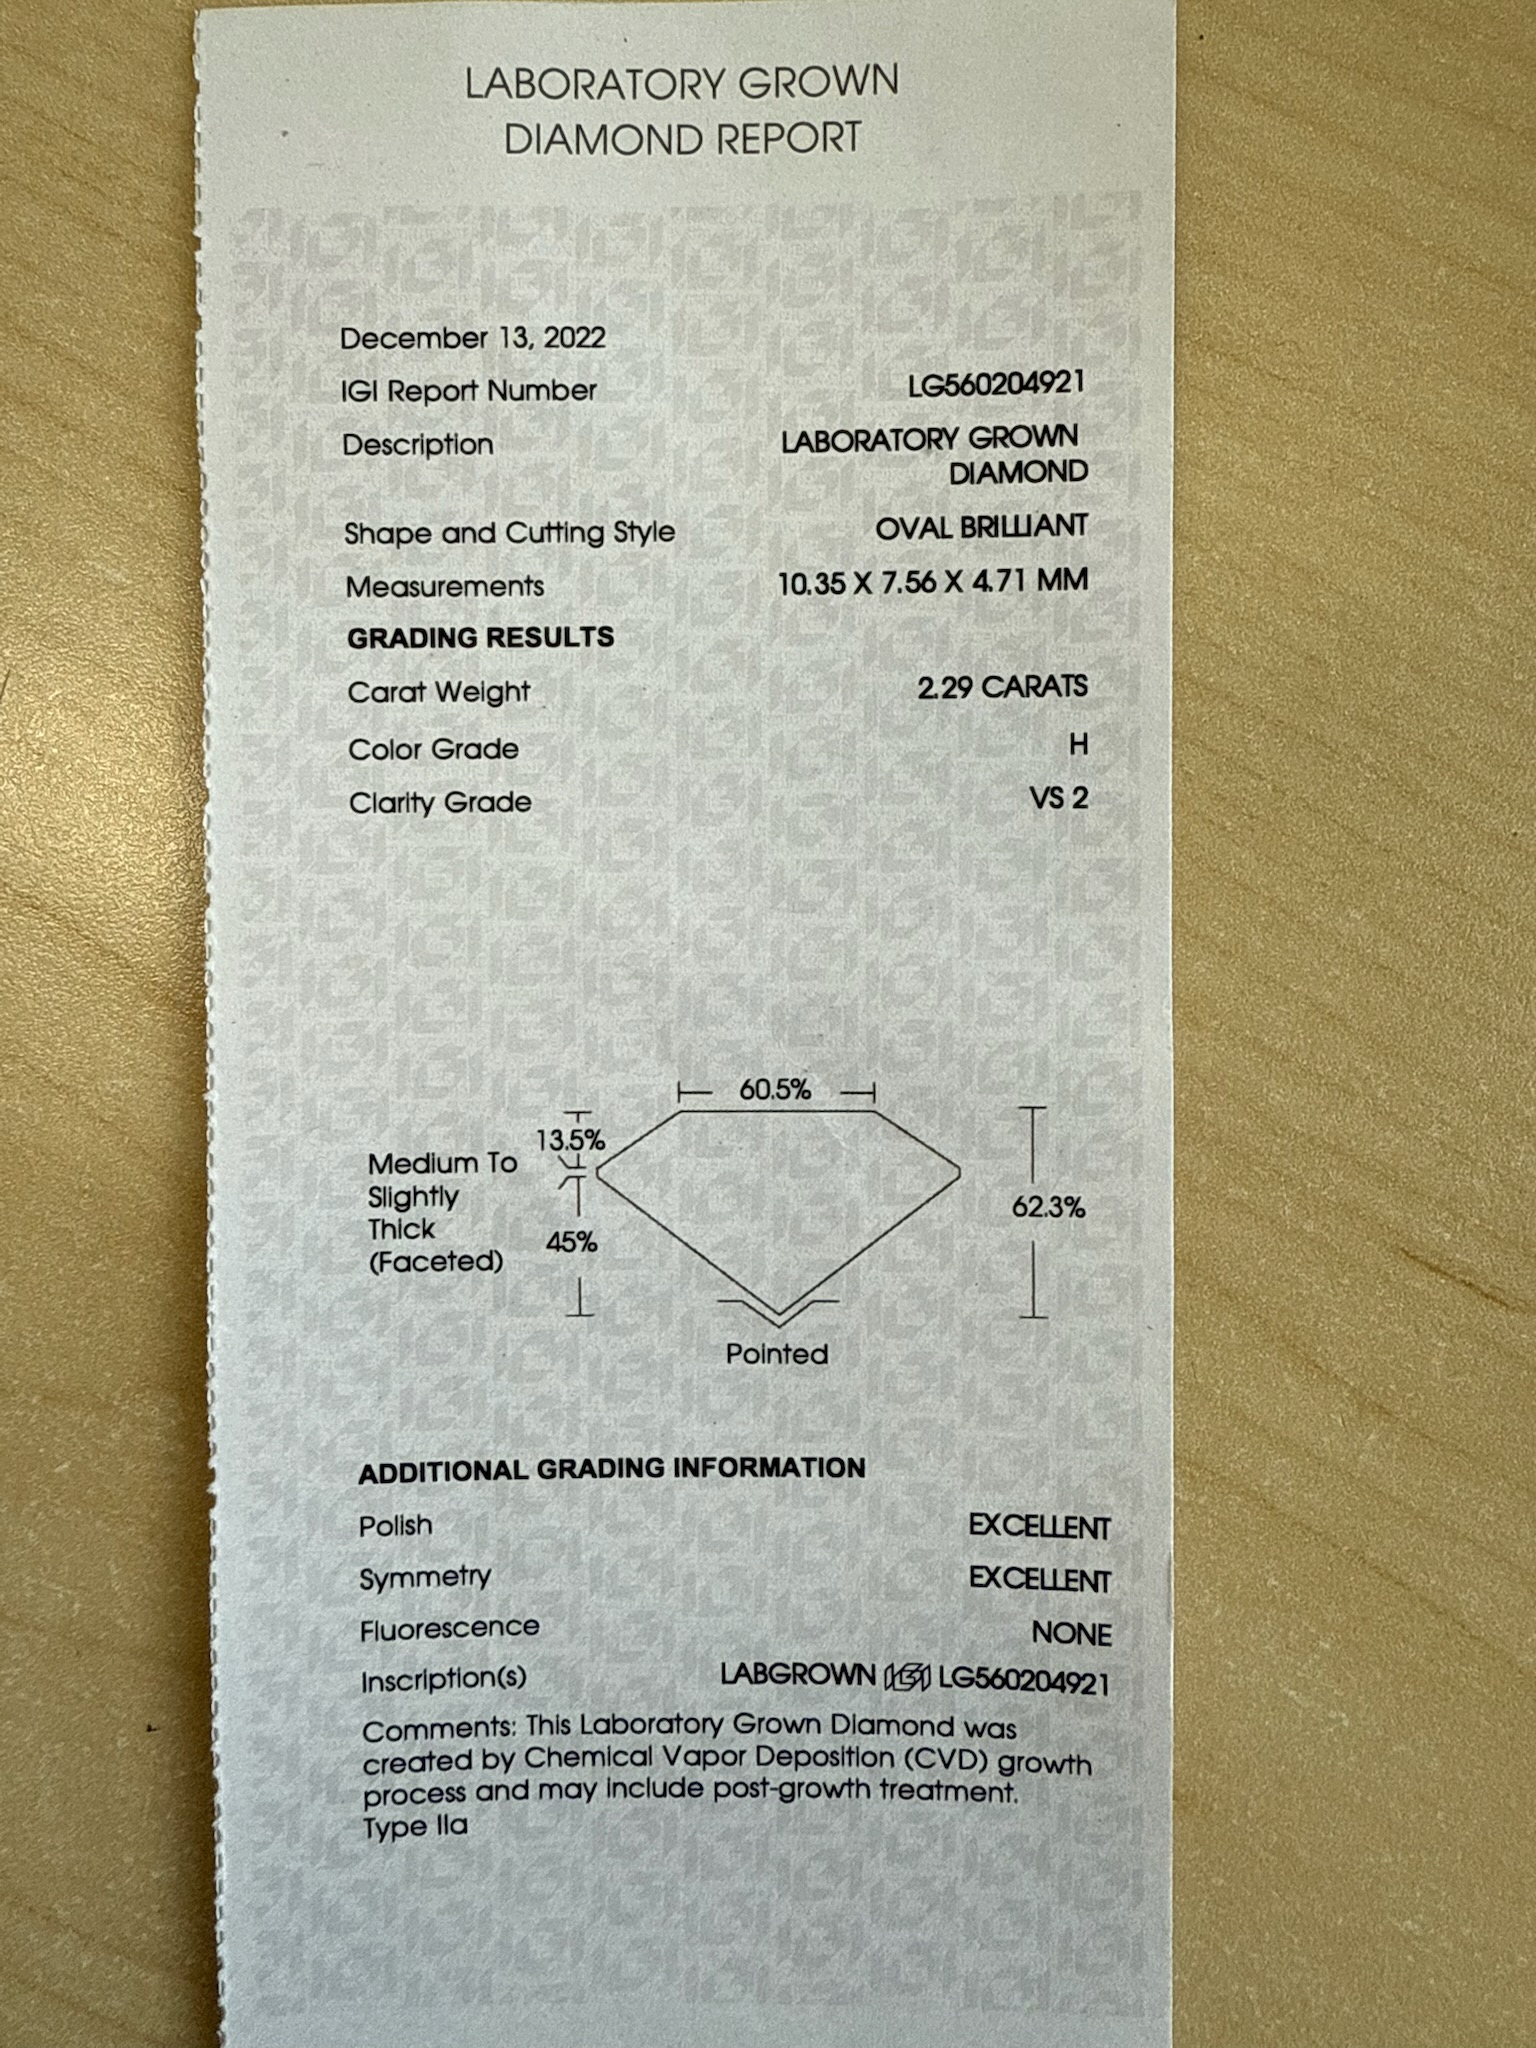 LABORATORY GROWN
DIAMOND REPORT
December 13, 2022
IGI Report Number LG560204921
Description LABORATORY GROWN
DIAMOND
Shape and Cutting Style OVAL BRILLIANT
Measurements 10.35 X 7.56 X 4.71 MM
GRADING RESULTS
Carat Weight 2.29 CARATS
Color Grade H
Clarity Grade VS 2
60.5%
13.5%
Medium To
Slightly
Thick
(Faceted)
45%
62.3%
Pointed
ADDITIONAL GRADING INFORMATION
Polish EXCELLENT
Symmetry EXCELLENT
Fluorescence NONE
Inscription(s) LABGROWN IGI LG560204921
Comments: This Laboratory Grown Diamond was
created by Chemical Vapor Deposition (CVD) growth
process and may include post-growth treatment.
Type IIa